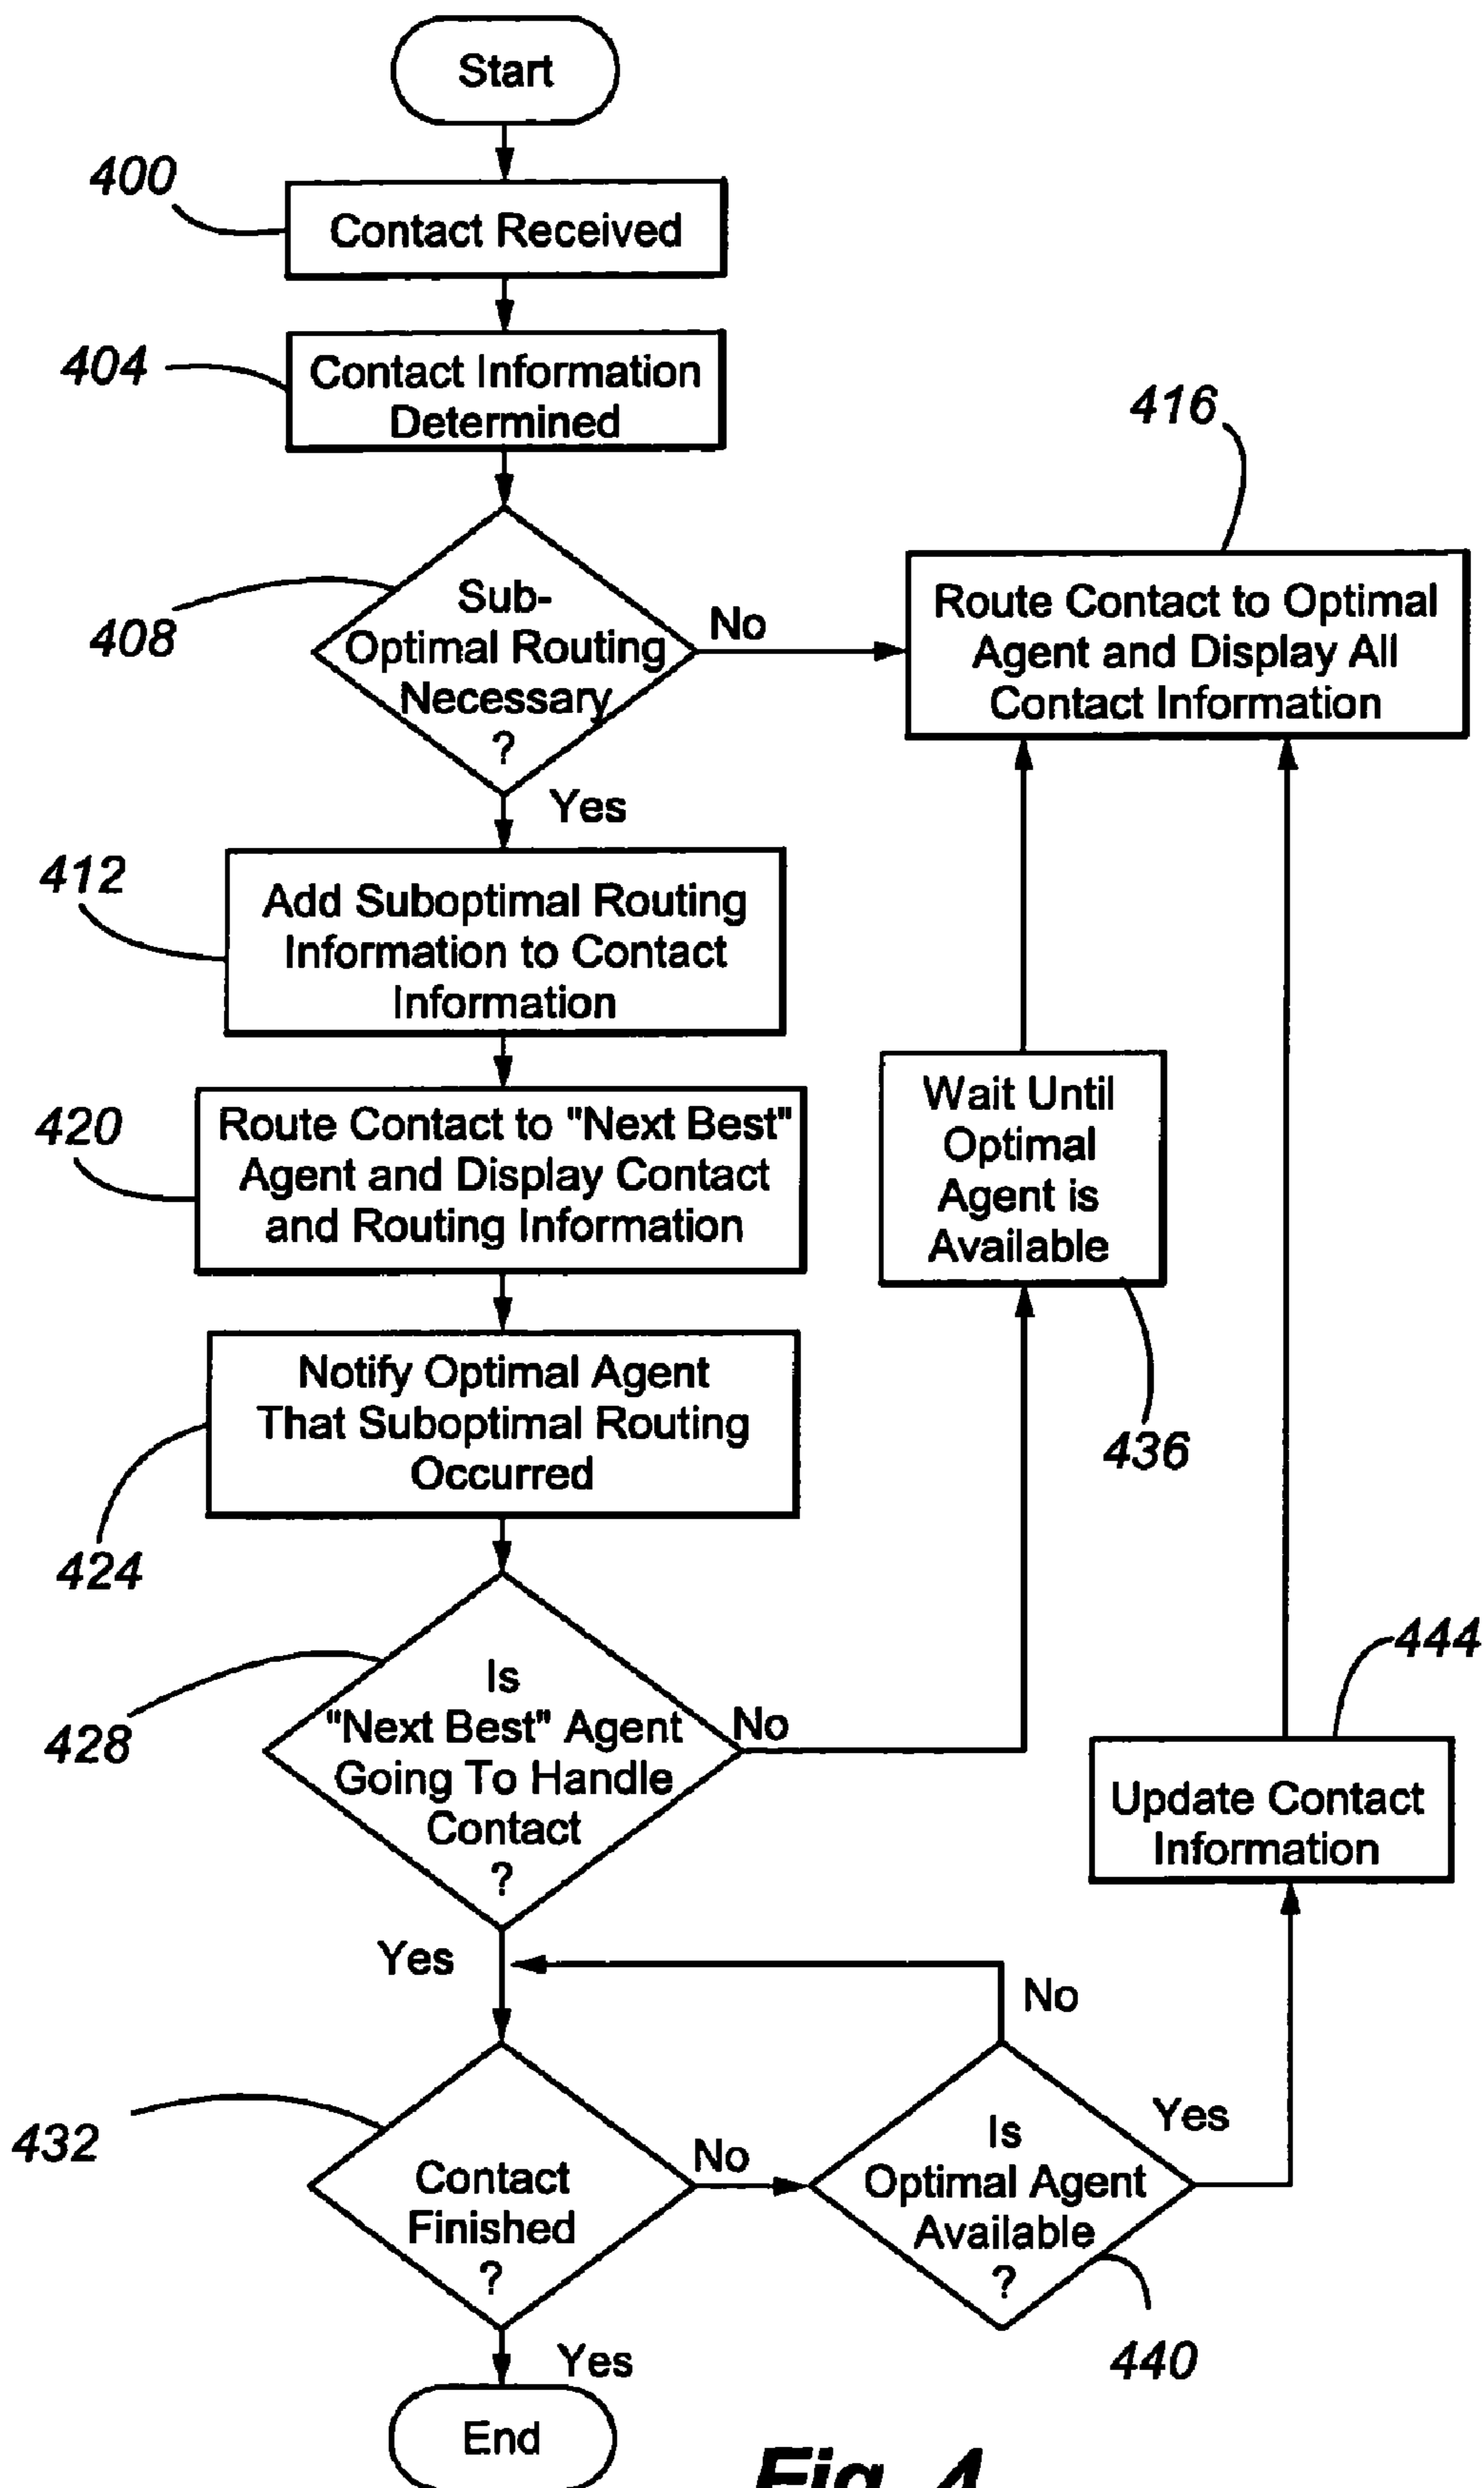 Start
400
Contact Received
404
Contact Information
Determined
416
408
Sub-
Optimal Routing
Necessary
?
No
Route Contact to Optimal
Agent and Display All
Contact Information
Yes
412
Add Suboptimal Routing
Information to Contact
Information
420
Route Contact to "Next Best"
Agent and Display Contact
and Routing Information
Wait Until
Optimal
Agent is
Available
436
Notify Optimal Agent
That Suboptimal Routing
Occurred
424
428
Is
"Next Best" Agent
Going To Handle
Contact
?
No
444
Update Contact
Information
Yes
No
432
Contact
Finished
?
No
Is
Optimal Agent
Available
?
Yes
440
Yes
End
Fig. 4